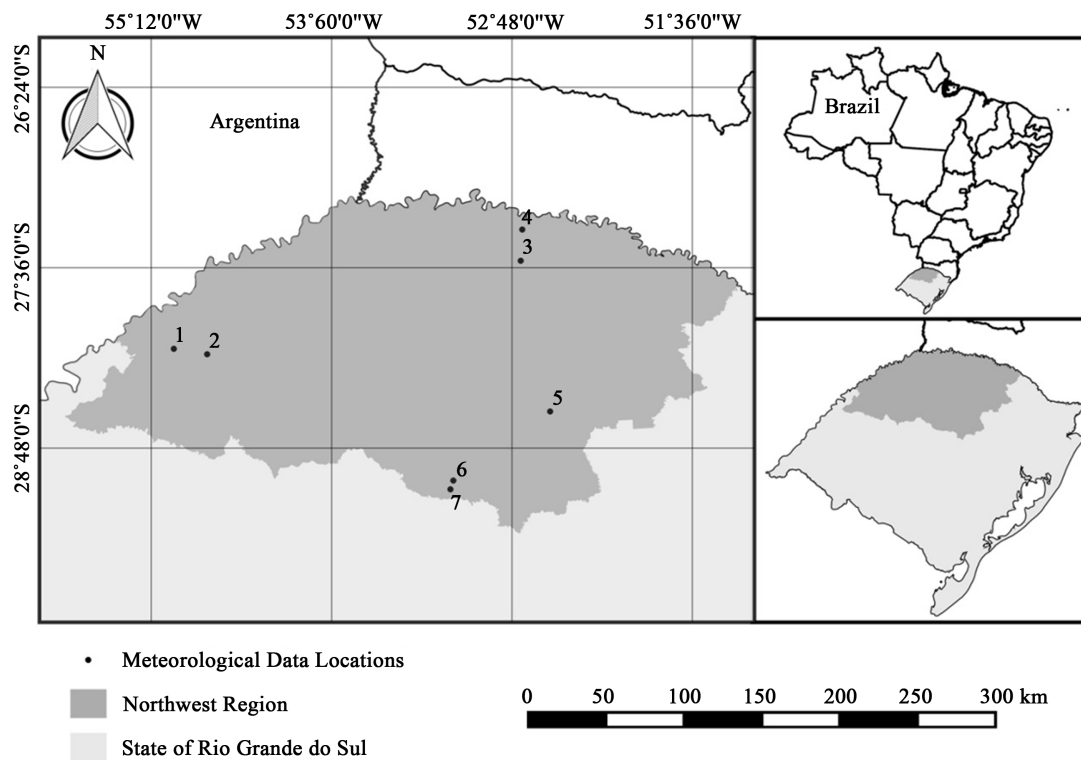 55°12'0"W 53°60'0"W 52°48'0"W 51°36'0"W
N
26°24'0"S
Argentina
Brazil
4
3
27°36'0"S
1
2
5
28°48'0"S
6
7
Meteorological Data Locations
Northwest Region
State of Rio Grande do Sul
0 50 100 150 200 250 300 km